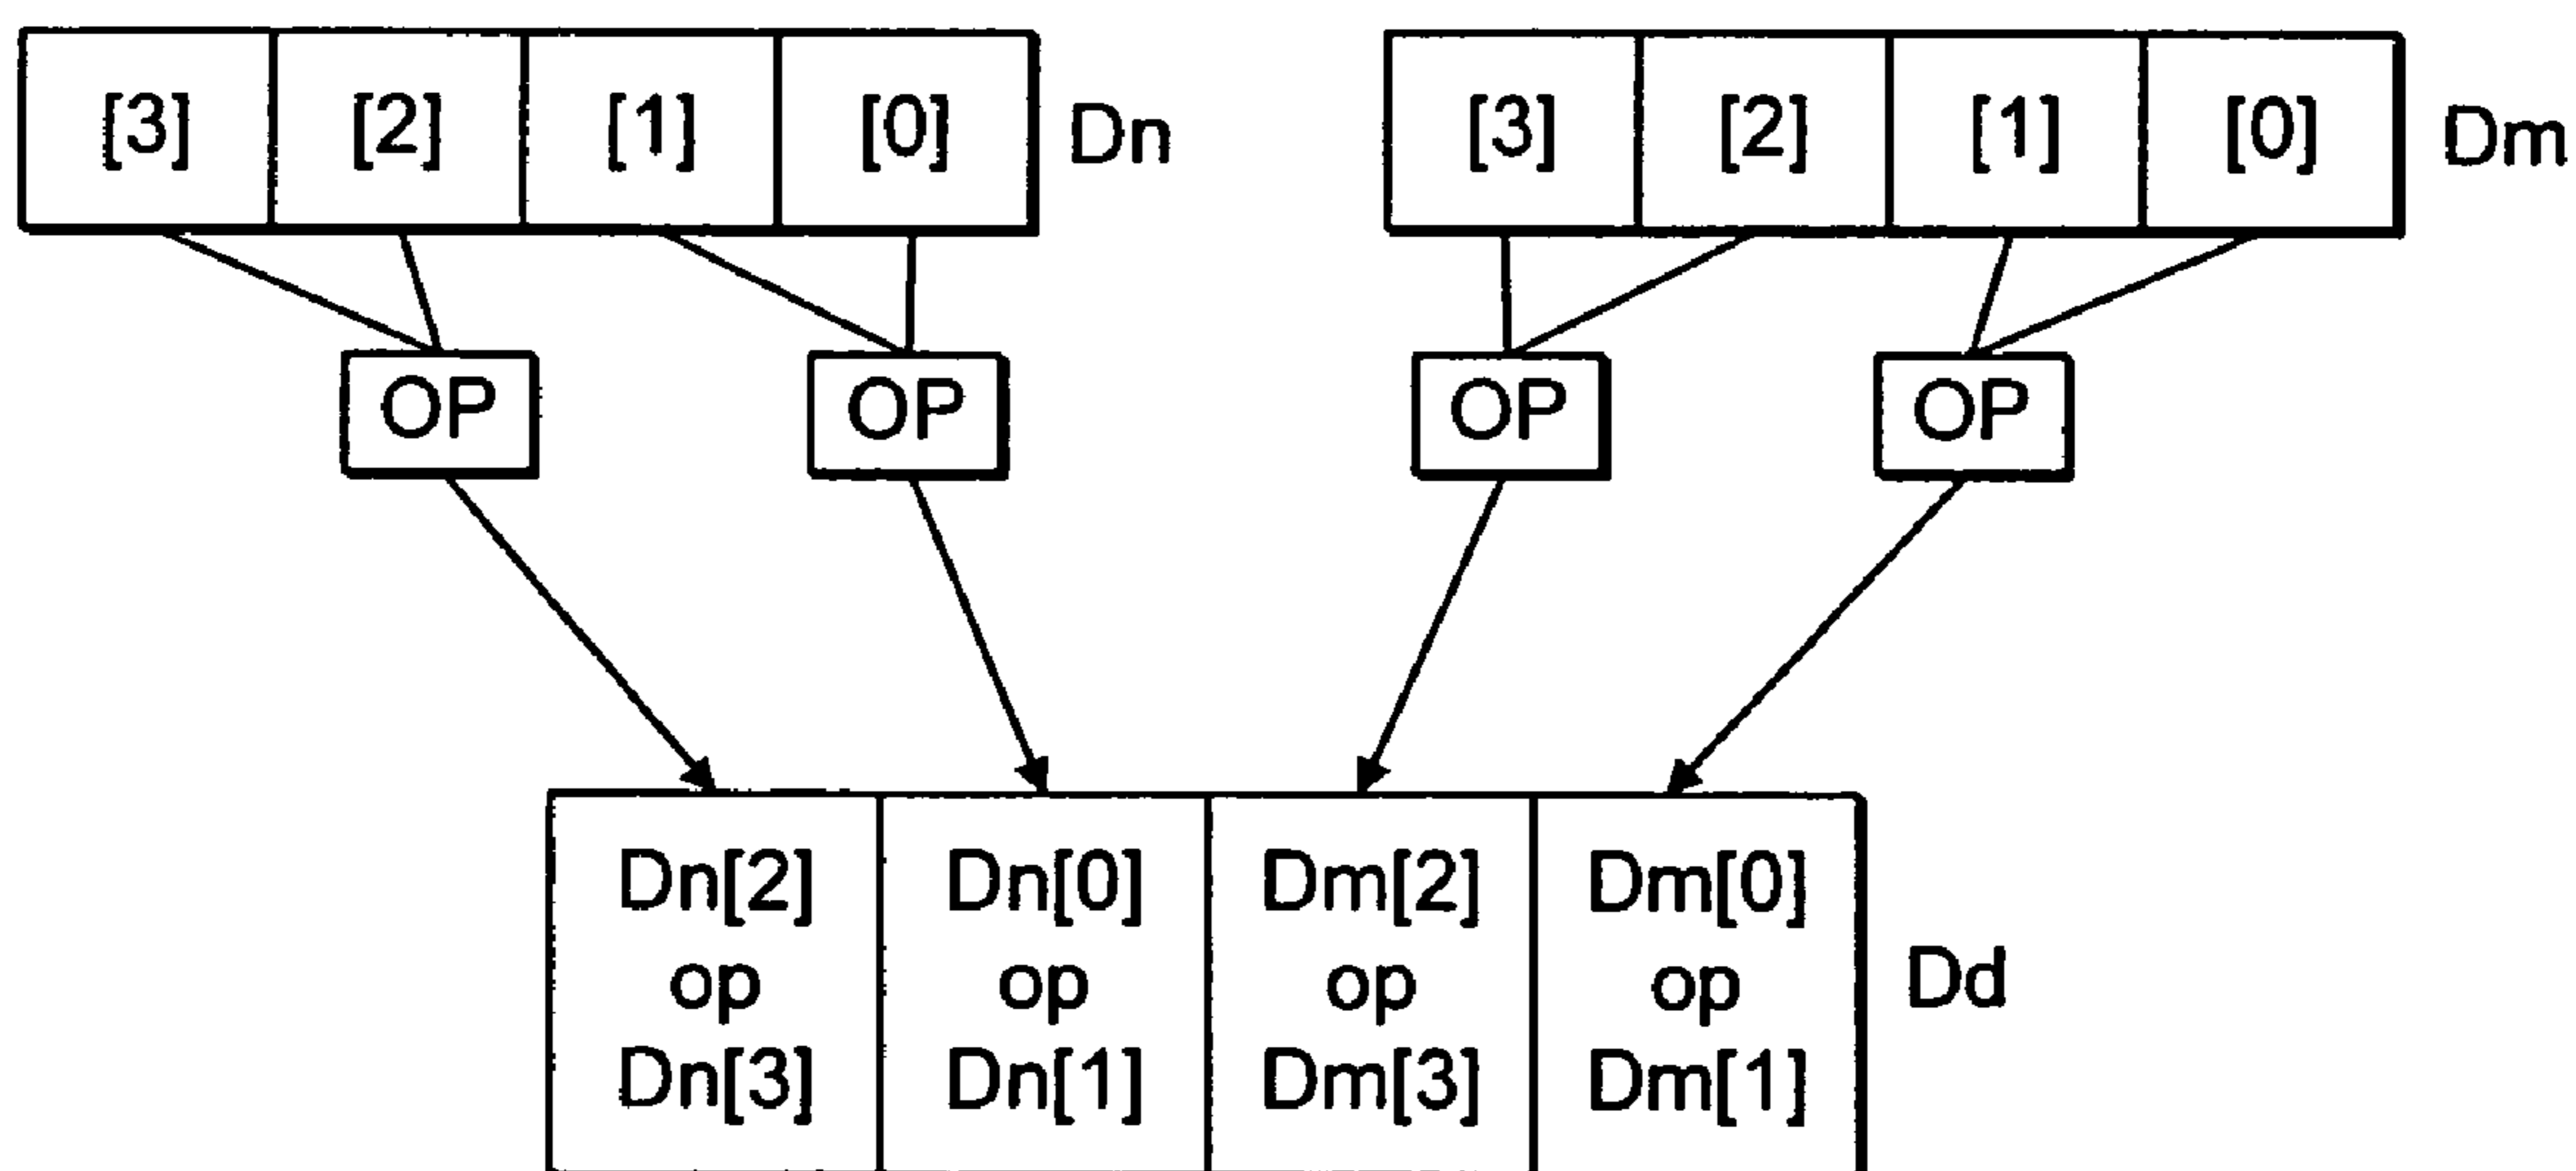 [3] [2] [1] [0] Dn [3] [2] [1] [0] Dm
OP OP OP OP
Dn[2] Dn[0] Dm[2] Dm[0]
op op op op Dd
Dn[3] Dn[1] Dm[3] Dm[1]